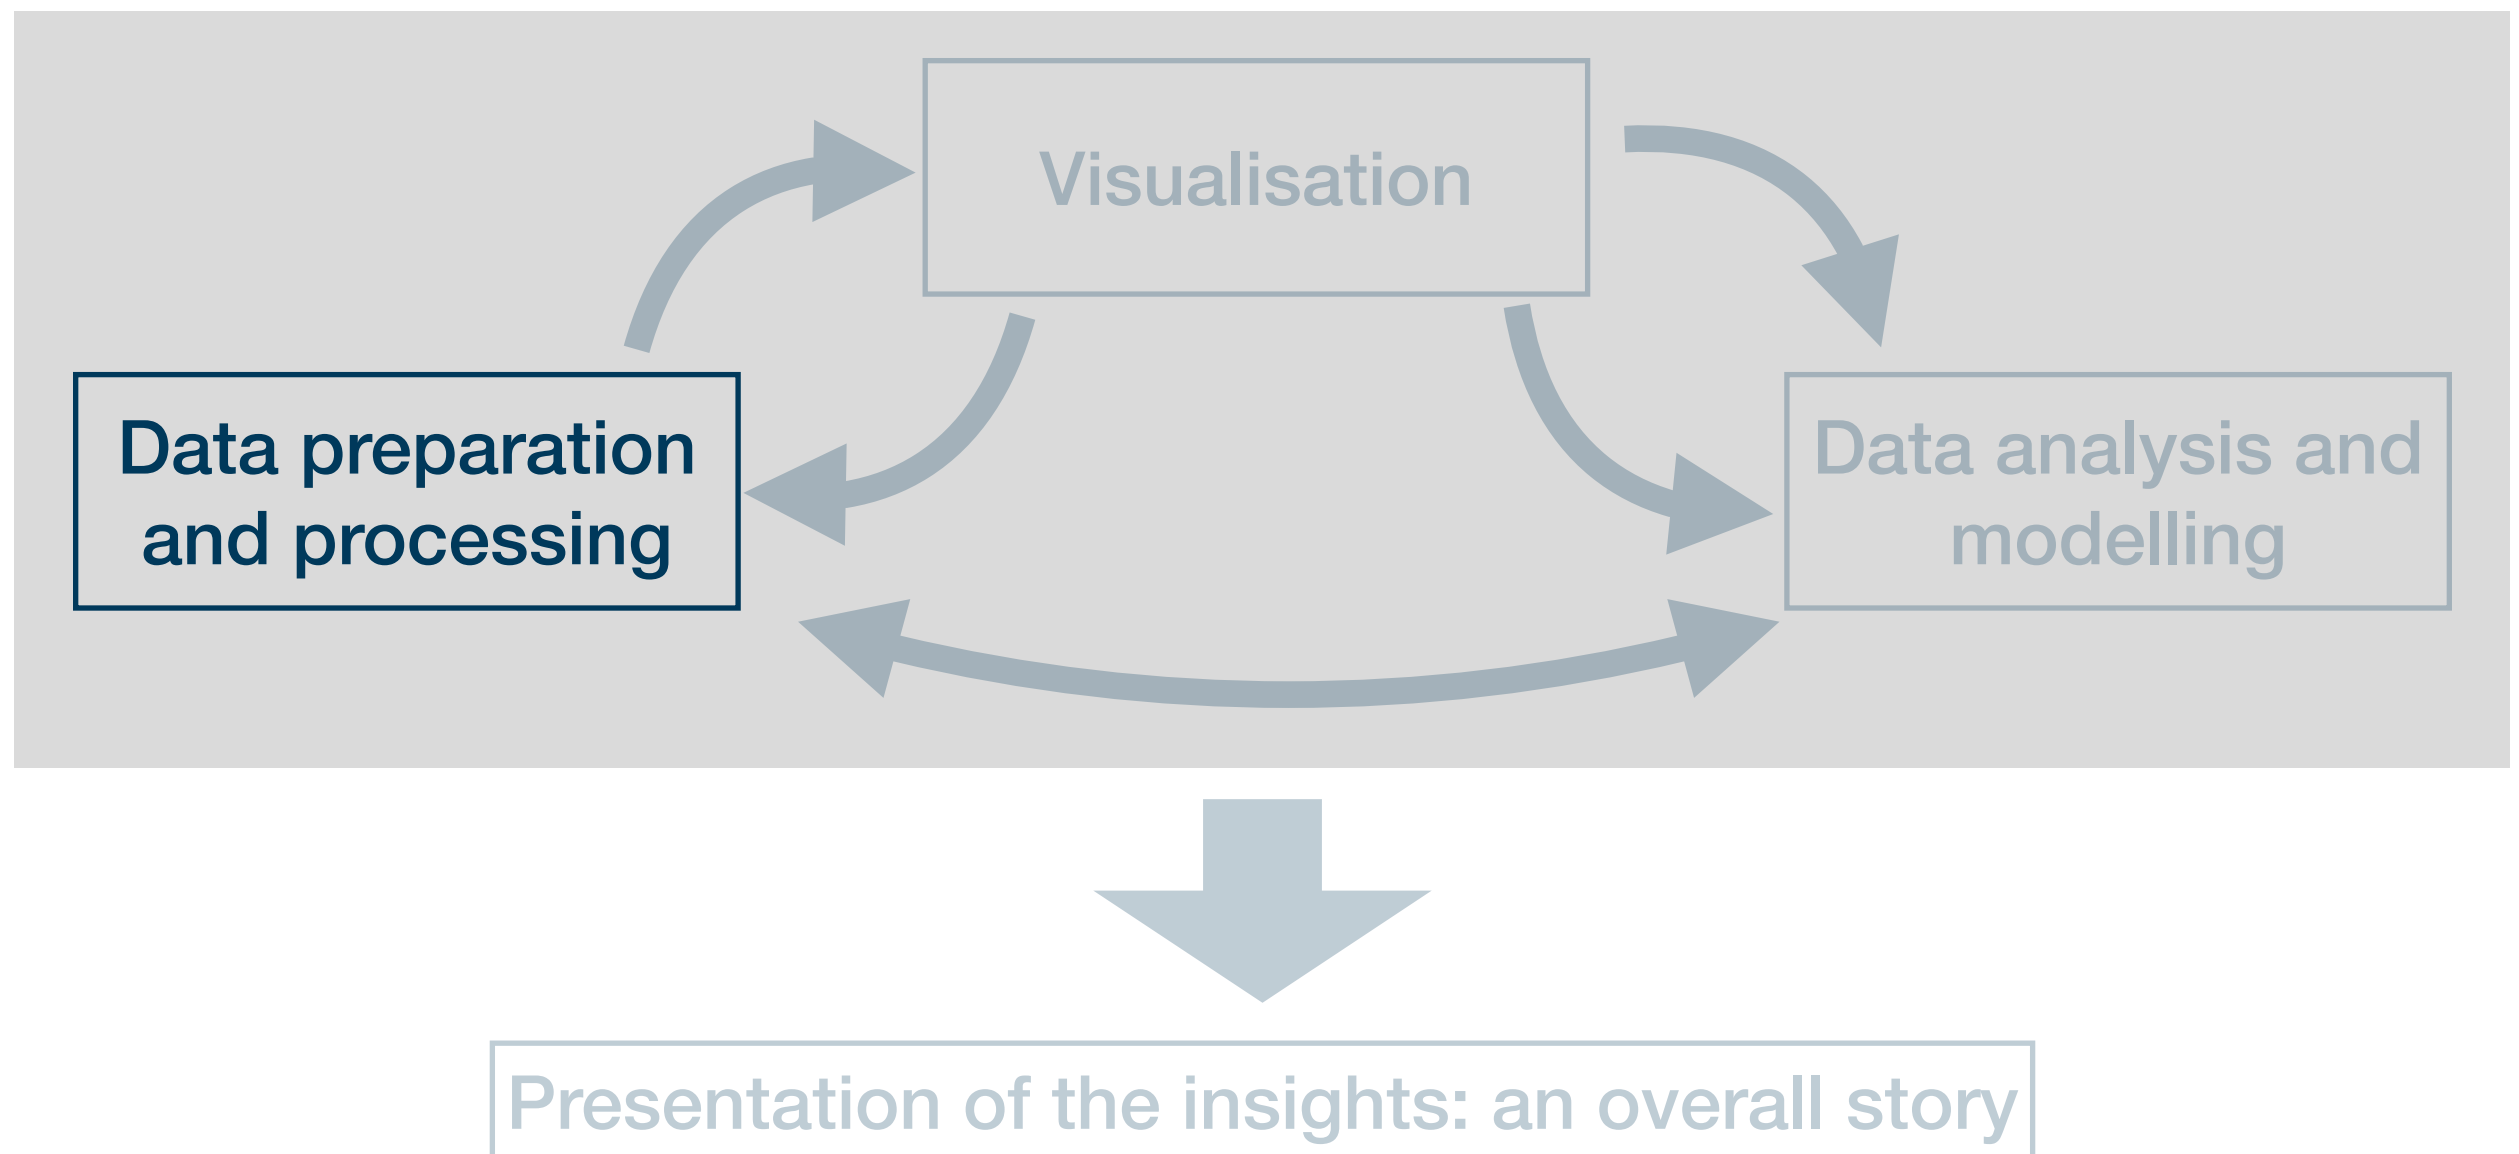 Visualisation
Data preparation
and processing
Data analysis and
modelling
Presentation of the insights: an overall story